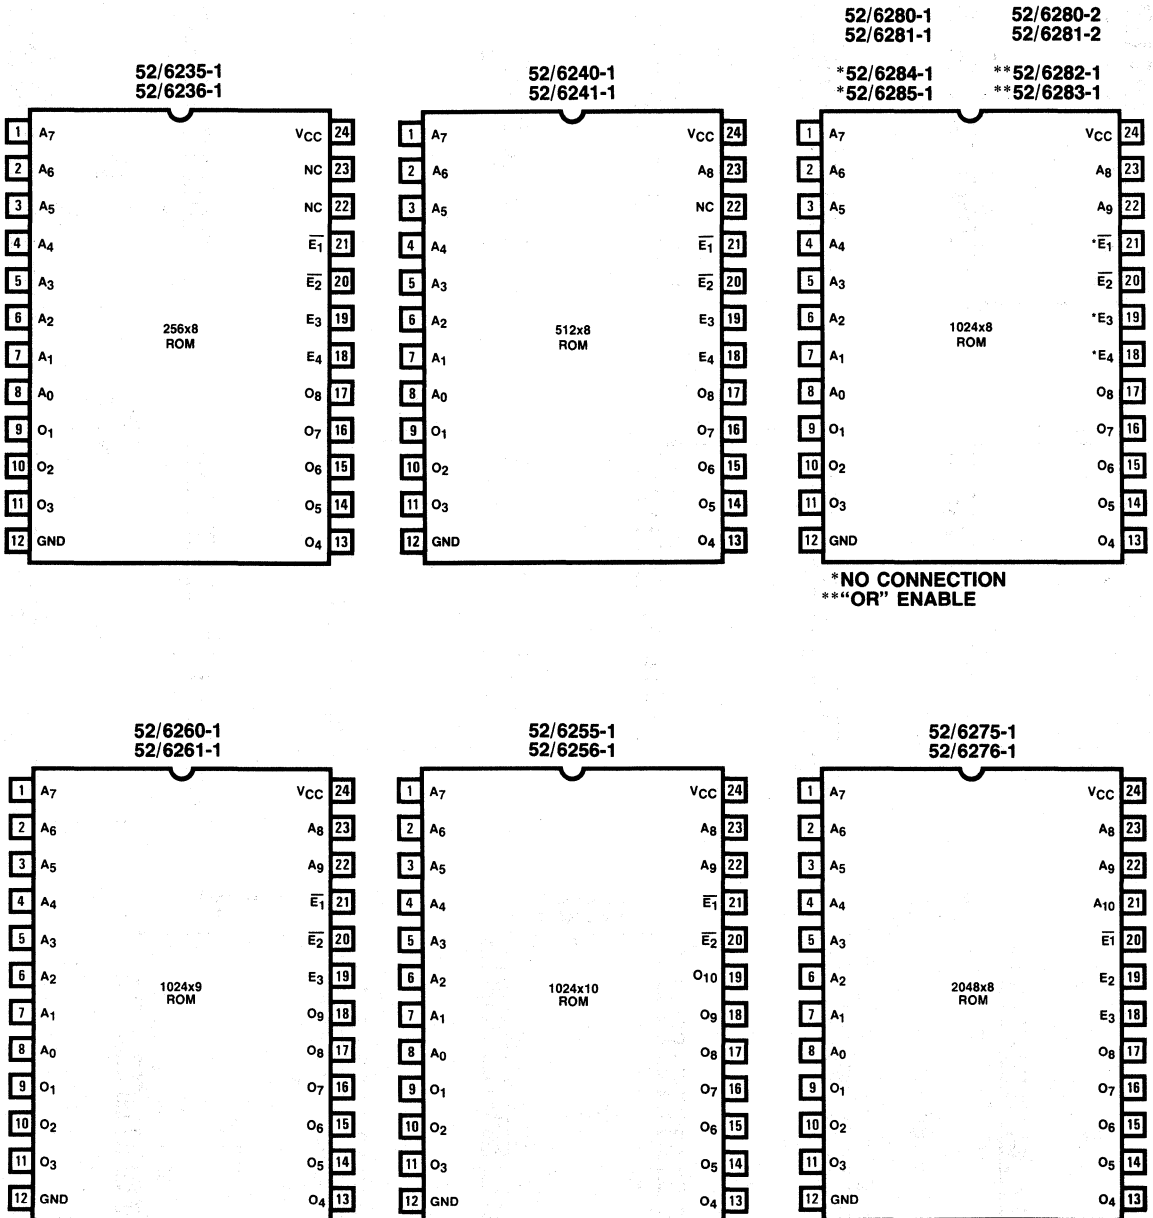 52/6235-1
52/6236-1
1 A7 VCC 24
2 A6 NC 23
3 A5 NC 22
4 A4 E̅1 21
5 A3 E̅2 20
6 A2 E3 19
7 A1 E4 18
8 A0 O8 17
9 O1 O7 16
10 O2 O6 15
11 O3 O5 14
12 GND O4 13
256x8
ROM
52/6240-1
52/6241-1
1 A7 VCC 24
2 A6 A8 23
3 A5 NC 22
4 A4 E̅1 21
5 A3 E̅2 20
6 A2 E3 19
7 A1 E4 18
8 A0 O8 17
9 O1 O7 16
10 O2 O6 15
11 O3 O5 14
12 GND O4 13
512x8
ROM
52/6280-1 52/6280-2
52/6281-1 52/6281-2
*52/6284-1 **52/6282-1
*52/6285-1 **52/6283-1
1 A7 VCC 24
2 A6 A8 23
3 A5 A9 22
4 A4 *E̅1 21
5 A3 E̅2 20
6 A2 *E3 19
7 A1 *E4 18
8 A0 O8 17
9 O1 O7 16
10 O2 O6 15
11 O3 O5 14
12 GND O4 13
1024x8
ROM
*NO CONNECTION
**“OR” ENABLE
52/6260-1
52/6261-1
1 A7 VCC 24
2 A6 A8 23
3 A5 A9 22
4 A4 E̅1 21
5 A3 E̅2 20
6 A2 E3 19
7 A1 O9 18
8 A0 O8 17
9 O1 O7 16
10 O2 O6 15
11 O3 O5 14
12 GND O4 13
1024x9
ROM
52/6255-1
52/6256-1
1 A7 VCC 24
2 A6 A8 23
3 A5 A9 22
4 A4 E̅1 21
5 A3 E̅2 20
6 A2 O10 19
7 A1 O9 18
8 A0 O8 17
9 O1 O7 16
10 O2 O6 15
11 O3 O5 14
12 GND O4 13
1024x10
ROM
52/6275-1
52/6276-1
1 A7 VCC 24
2 A6 A8 23
3 A5 A9 22
4 A4 A10 21
5 A3 E̅1 20
6 A2 E2 19
7 A1 E3 18
8 A0 O8 17
9 O1 O7 16
10 O2 O6 15
11 O3 O5 14
12 GND O4 13
2048x8
ROM